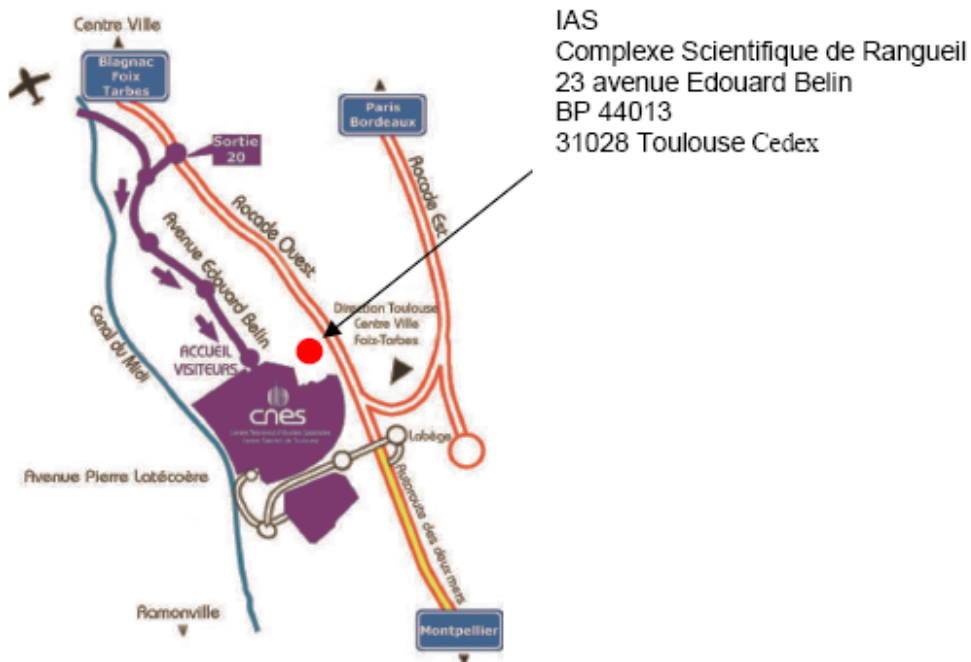 Centre Ville
Blagnac
Foix
Tarbes
Sortie
20
Paris
Bordeaux
IAS
Complexe Scientifique de Rangueil
23 avenue Edouard Belin
BP 44013
31028 Toulouse Cedex
Rocade Est
Rocade Ouest
Avenue Edouard Belin
Canal du Midi
Direction Toulouse
Centre Ville
Foix-Tarbes
ACCUEIL
VISITEURS
cnes
Labège
Avenue Pierre Latécoère
Autoroute des deux mers
Ramonville
Montpellier